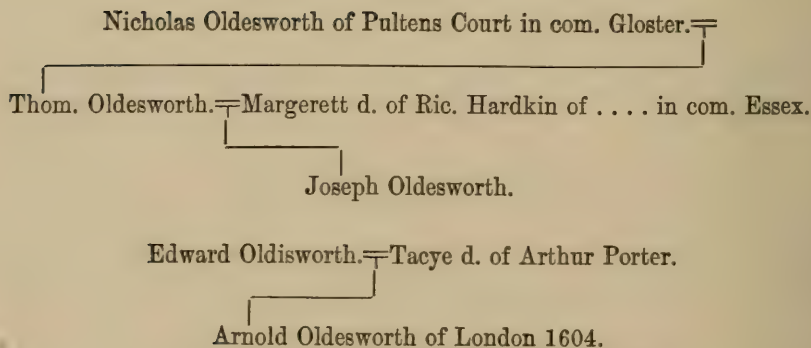 Nicholas Oldesworth of Pultens Court in com. Gloster.
Thom. Oldesworth. Margerett d. of Ric. Hardkin of .... in com. Essex.
Joseph Oldesworth.
Edward Oldisworth. Tacye d. of Arthur Porter.
Arnold Oldesworth of London 1604.